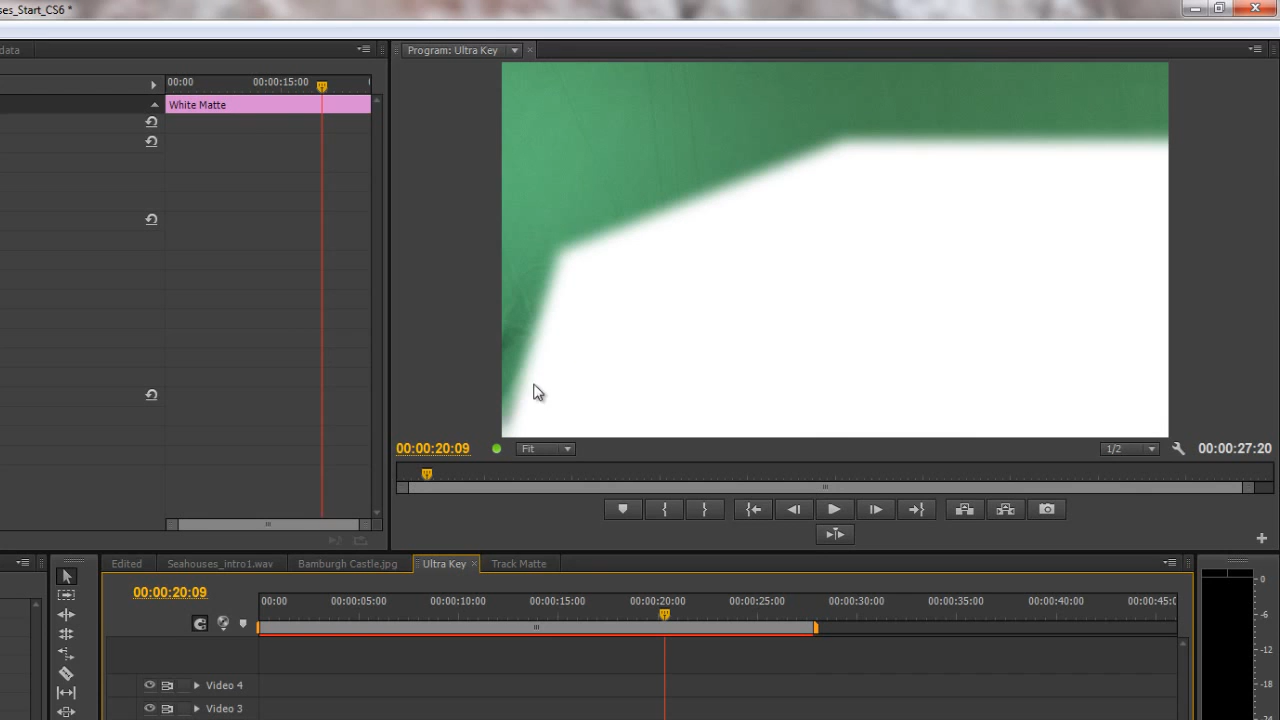 ses_Start_CS6 *
data
Program: Ultra Key
00:00
00:00:15:00
White Matte
00:00:20:09
Fit
1/2
00:00:27:20
Edited
Seahouses_intro1.wav
Bamburgh Castle.jpg
Ultra Key
Track Matte
00:00:20:09
00:00
00:00:05:00
00:00:10:00
00:00:15:00
00:00:20:00
00:00:25:00
00:00:30:00
00:00:35:00
00:00:40:00
00:00:45:0
0
-6
-12
-18
Video 4
Video 3